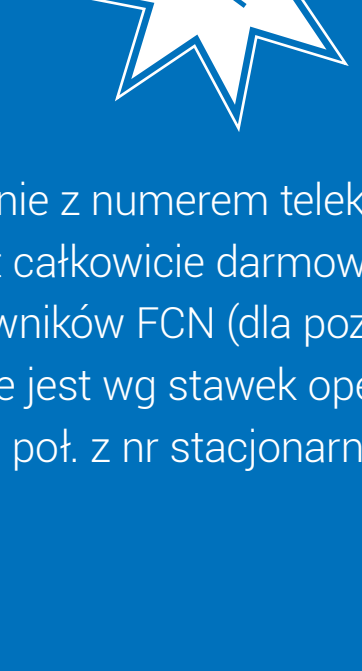 nie z numerem telek
całkowicie darmow
wników FCN (dla poz
e jest wg stawek ope
poł. z nr stacjonarn